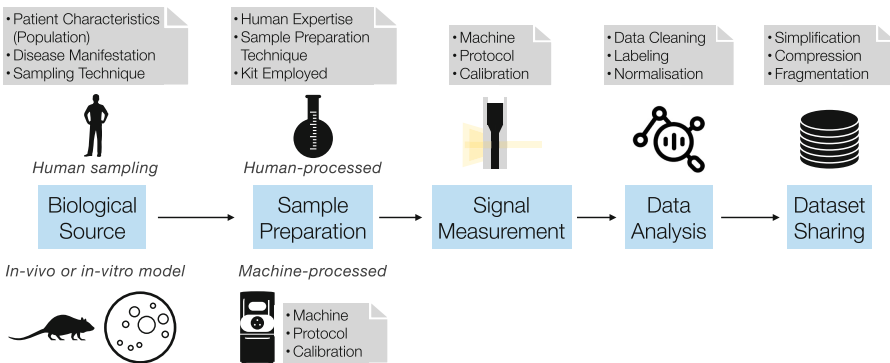 • Patient Characteristics
(Population)
• Disease Manifestation
• Sampling Technique
• Human Expertise
• Sample Preparation
Technique
• Kit Employed
• Machine
• Protocol
• Calibration
• Data Cleaning
• Labeling
• Normalisation
• Simplification
• Compression
• Fragmentation
Human sampling
Human-processed
Biological
Source
Sample
Preparation
Signal
Measurement
Data
Analysis
Dataset
Sharing
In-vivo or in-vitro model
Machine-processed
• Machine
• Protocol
• Calibration